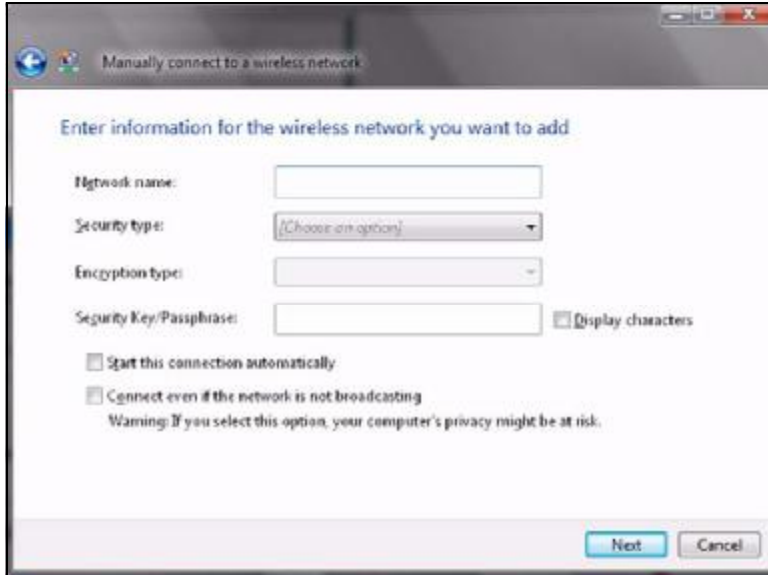 Manually connect to a wireless network
Enter information for the wireless network you want to add
Network name:
Security type:
[Choose an option]
Encryption type:
Security Key/Passphrase:
Display characters
Start this connection automatically
Connect even if the network is not broadcasting
Warning: If you select this option, your computer's privacy might be at risk.
Next
Cancel